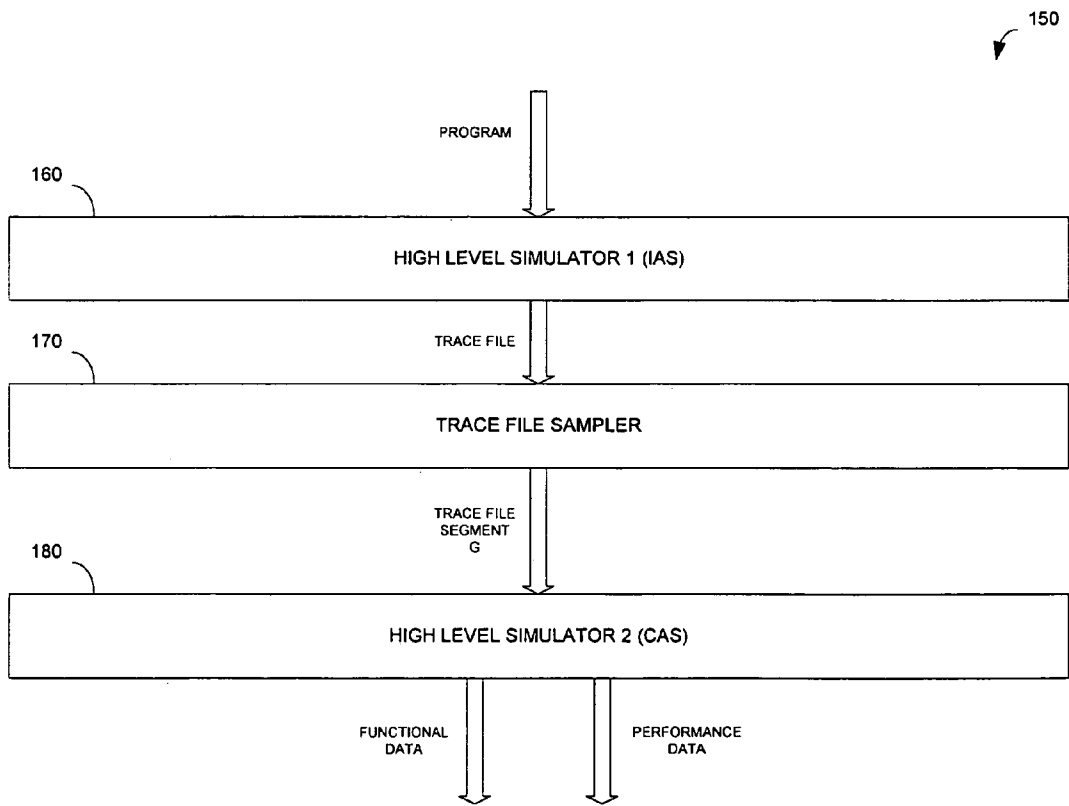 150
PROGRAM
160
HIGH LEVEL SIMULATOR 1 (IAS)
170
TRACE FILE
TRACE FILE SAMPLER
TRACE FILE
SEGMENT
G
180
HIGH LEVEL SIMULATOR 2 (CAS)
FUNCTIONAL
DATA
PERFORMANCE
DATA